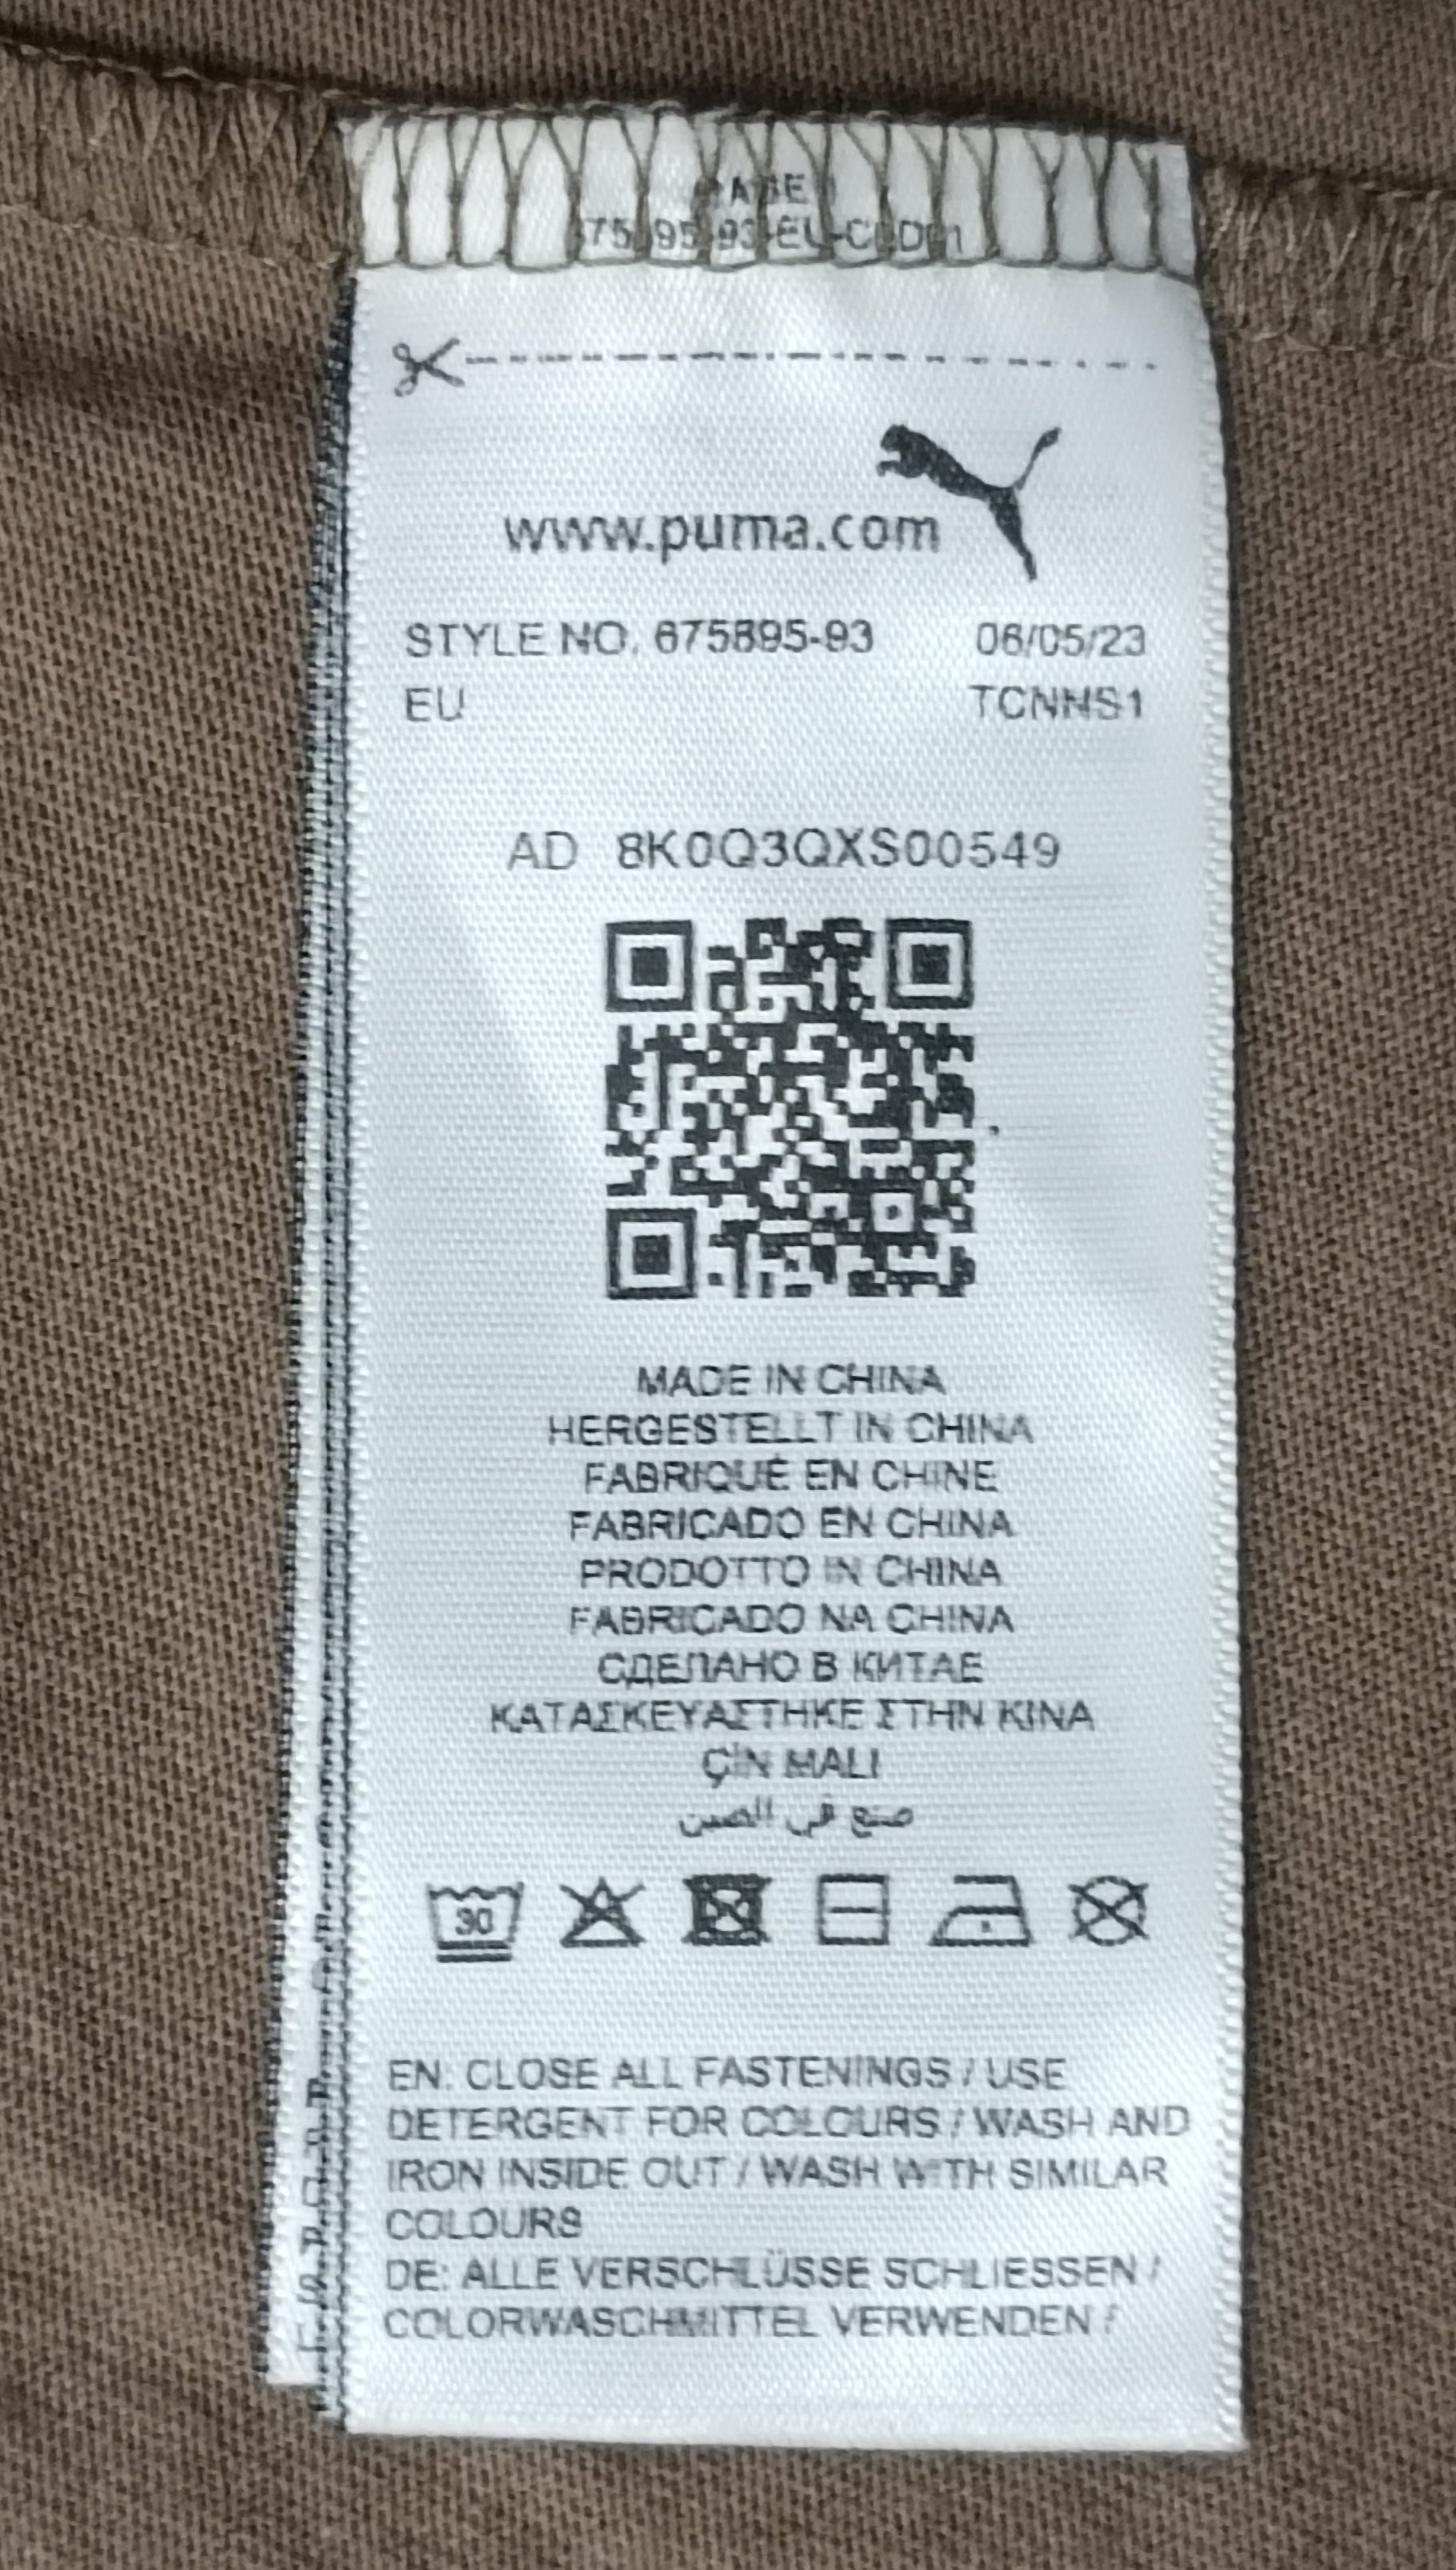 www.puma.com
STYLE NO. 675895-93 06/05/23
EU TCNHS1
AD 8K0Q3QXS00549
MADE IN CHINA
HERGESTELLT IN CHINA
FABRIQUÉ EN CHINE
FABRICADO EN CHINA
PRODOTTO IN CHINA
FABRICADO NA CHINA
СДЕЛАНО В КИТАЕ
ΚΑΤΑΣΚΕΥΑΣΤΗΚΕ ΣΤΗΝ ΚΙΝΑ
ÇİN MALI
صنع في الصين
30
EN: CLOSE ALL FASTENINGS / USE
DETERGENT FOR COLOURS / WASH AND
IRON INSIDE OUT / WASH WITH SIMILAR
COLOURS
DE: ALLE VERSCHLÜSSE SCHLIESSEN /
COLORWASCHMITTEL VERWENDEN /